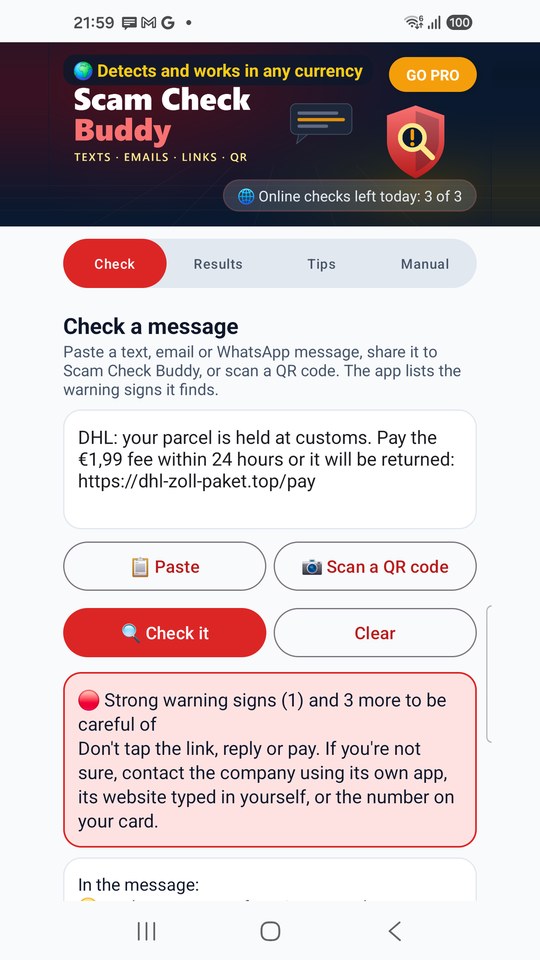 21:59
100
🌍 Detects and works in any currency
GO PRO
Scam Check
Buddy
TEXTS · EMAILS · LINKS · QR
🌐 Online checks left today: 3 of 3
Check
Results
Tips
Manual
Check a message
Paste a text, email or WhatsApp message, share it to
Scam Check Buddy, or scan a QR code. The app lists the
warning signs it finds.
DHL: your parcel is held at customs. Pay the
€1,99 fee within 24 hours or it will be returned:
https://dhl-zoll-paket.top/pay
📋 Paste
📷 Scan a QR code
🔍 Check it
Clear
🔴 Strong warning signs (1) and 3 more to be
careful of
Don't tap the link, reply or pay. If you're not
sure, contact the company using its own app,
its website typed in yourself, or the number on
your card.
In the message: